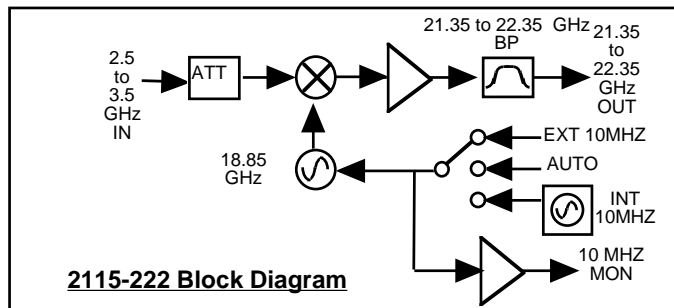 21.35 to 22.35 GHz
BP
2.5
to
3.5
GHz
IN
ATT
21.35
to
22.35
GHz
OUT
18.85
GHz
EXT 10MHZ
AUTO
INT
10MHZ
10 MHZ
MON
2115-222 Block Diagram